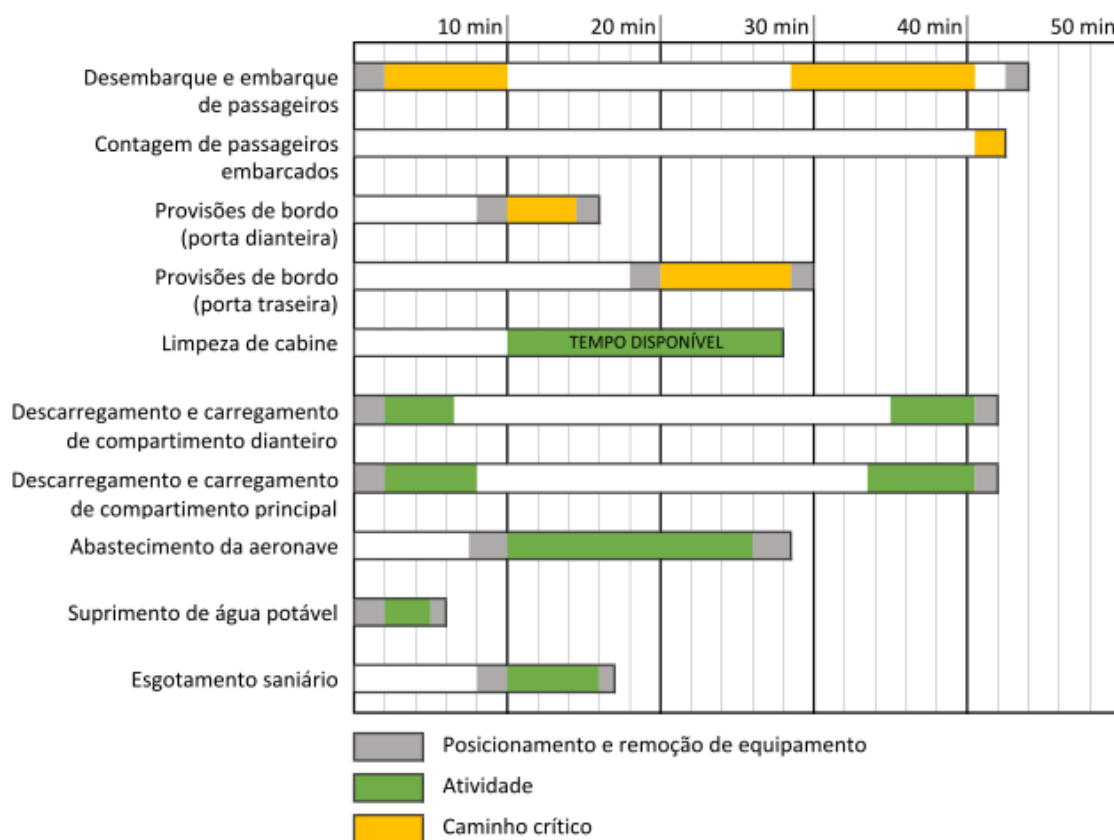 10 min 20 min 30 min 40 min 50 min
Desembarque e embarque
de passageiros
Contagem de passageiros
embarcados
Provisões de bordo
(porta dianteira)
Provisões de bordo
(porta traseira)
Limpeza de cabine
TEMPO DISPONÍVEL
Descarregamento e carregamento
de compartimento dianteiro
Descarregamento e carregamento
de compartimento principal
Abastecimento da aeronave
Suprimento de água potável
Esgotamento saniário
Posicionamento e remoção de equipamento
Atividade
Caminho crítico